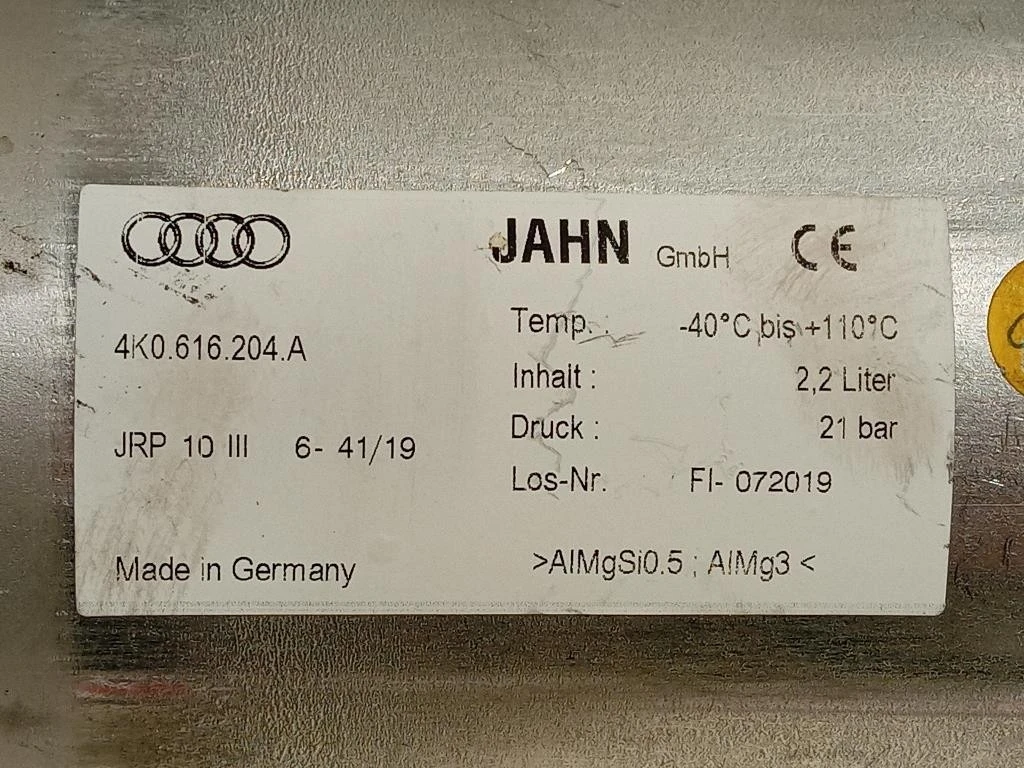 JAHN GmbH CE
4K0.616.204.A
JRP 10 III 6- 41/19
Made in Germany
Temp. : -40°C bis +110°C
Inhalt : 2,2 Liter
Druck : 21 bar
Los-Nr. FI- 072019
>AlMgSi0.5 ; AlMg3 <